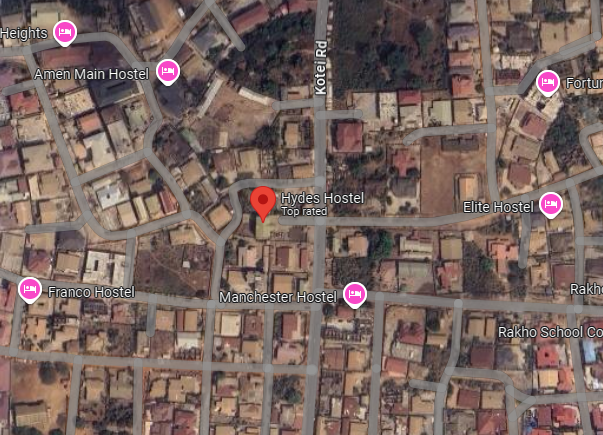 Heights
Kotei Rd
Amen Main Hostel
Fortun
Hydes Hostel
Top rated
Elite Hostel
Franco Hostel
Manchester Hostel
Rakho
Rakho School Co